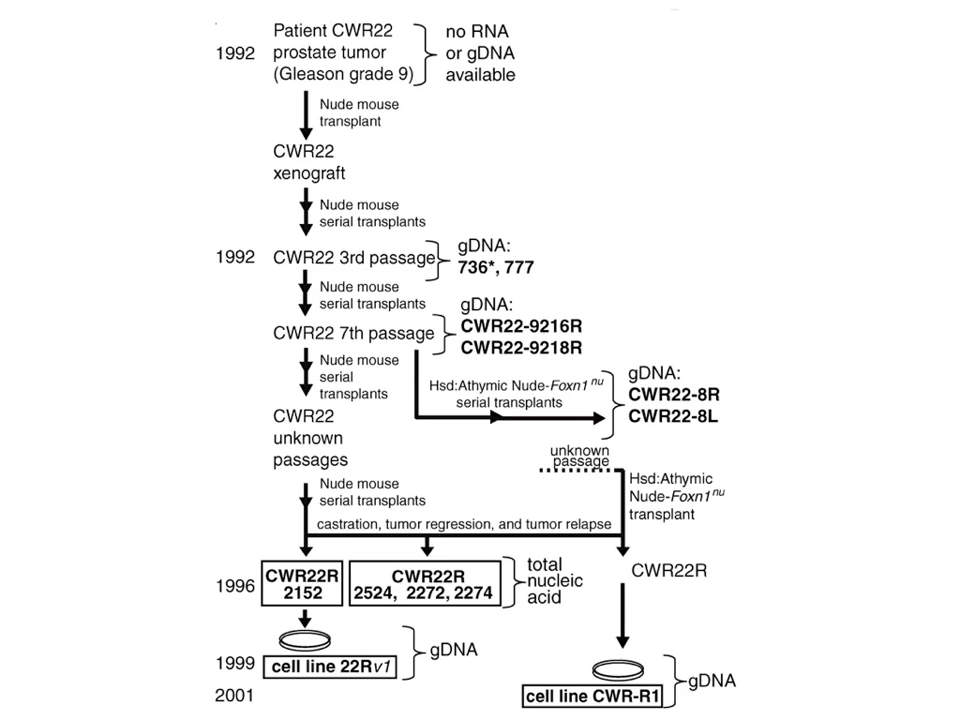 Patient CWR22
1992 prostate tumor
(Gleason grade 9)
no RNA
or gDNA
available
Nude mouse
transplant
CWR22
xenograft
Nude mouse
serial transplants
1992 CWR22 3rd passage
gDNA:
736*, 777
Nude mouse
serial transplants
CWR22 7th passage
gDNA:
CWR22-9216R
CWR22-9218R
Nude mouse
serial
transplants
Hsd:Athymic Nude-Foxn1nu
serial transplants
gDNA:
CWR22-8R
CWR22-8L
CWR22
unknown
passages
unknown
passage
Hsd:Athymic
Nude-Foxn1nu
transplant
Nude mouse
serial transplants
castration, tumor regression, and tumor relapse
1996
CWR22R
2152
CWR22R
2524, 2272, 2274
total
nucleic
acid
CWR22R
1999
cell line 22Rv1
gDNA
2001
cell line CWR-R1
gDNA